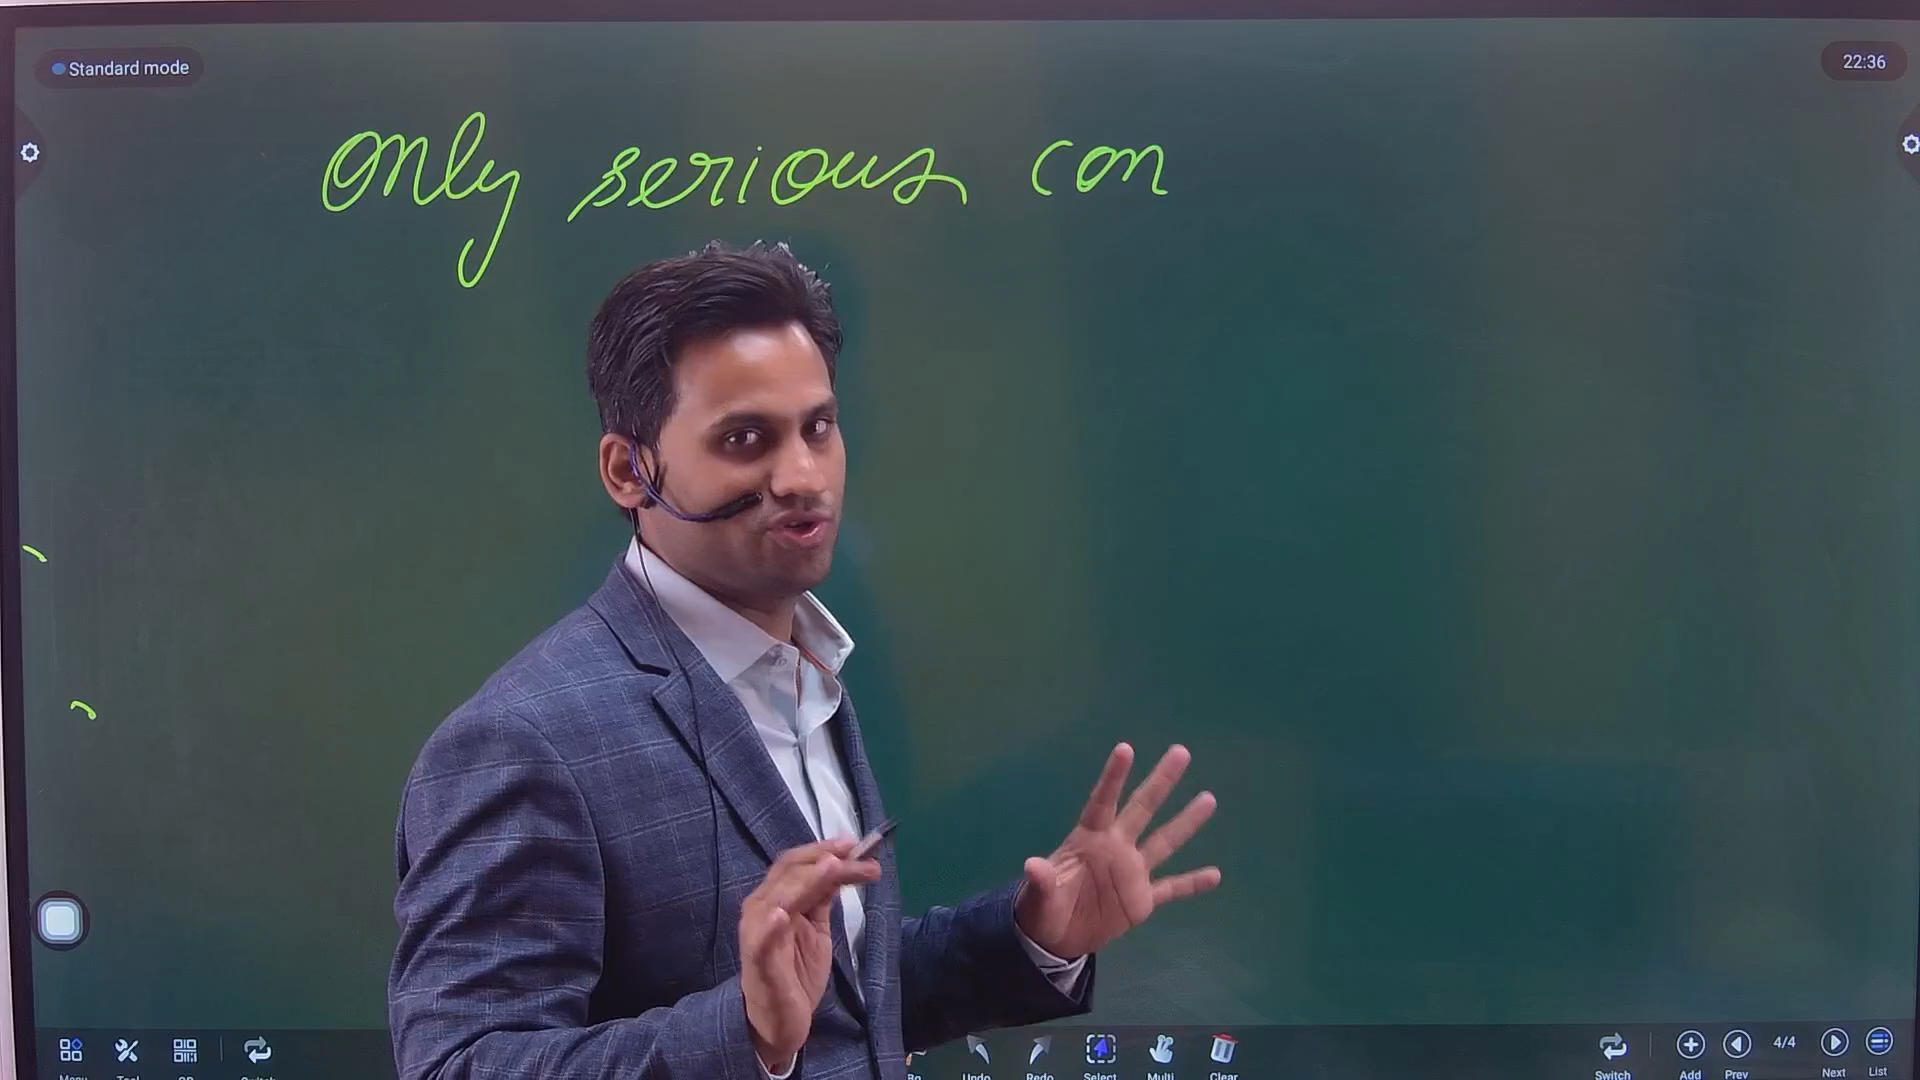 Standard mode
22:36
Only serious con
Undo
Redo
Select
Multi
Clear
Switch
Add
Prev
4/4
Next
List